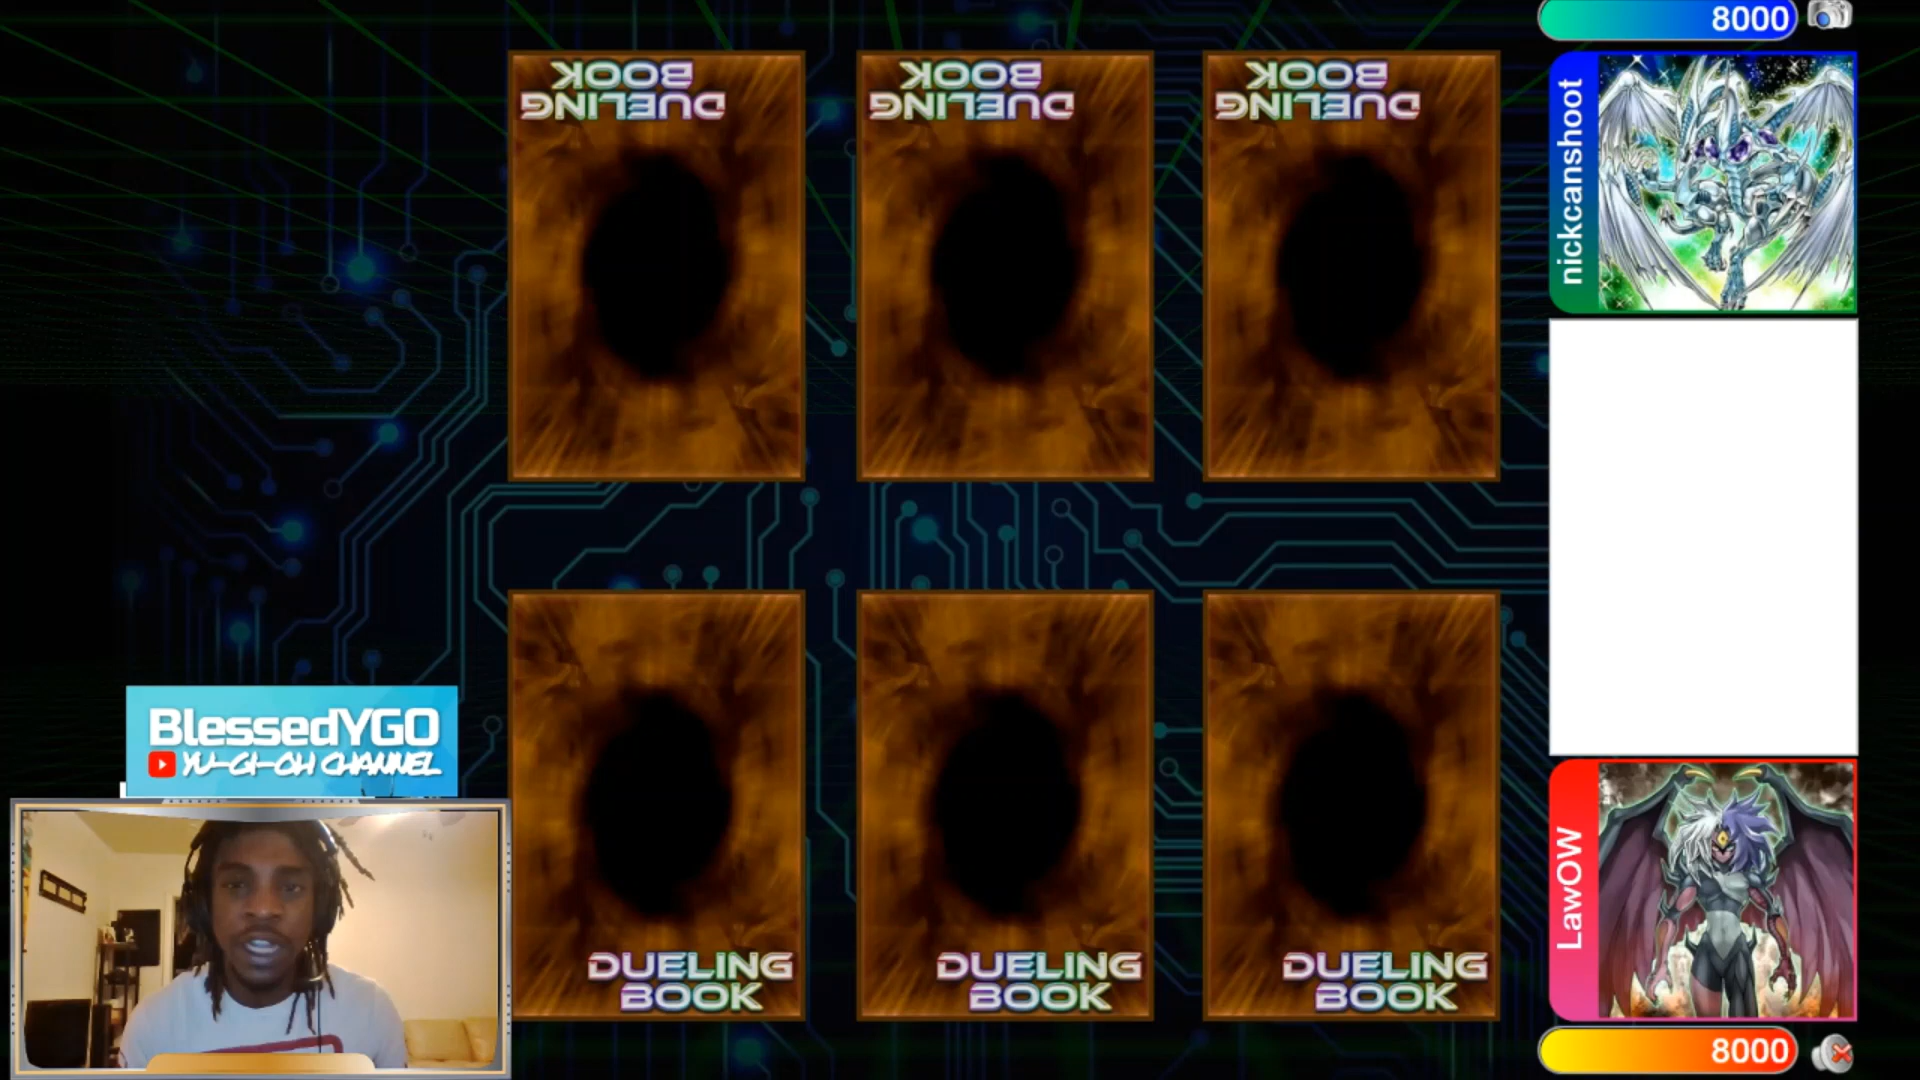 8000
DUELING
BOOK
DUELING
BOOK
DUELING
BOOK
nickcanshoot
BlessedYGO
YU-GI-OH CHANNEL
DUELING
BOOK
DUELING
BOOK
DUELING
BOOK
LawOW
8000